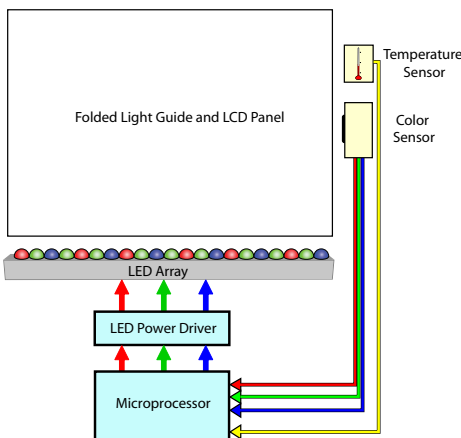 Temperature
Sensor
Folded Light Guide and LCD Panel
Color
Sensor
LED Array
LED Power Driver
Microprocessor